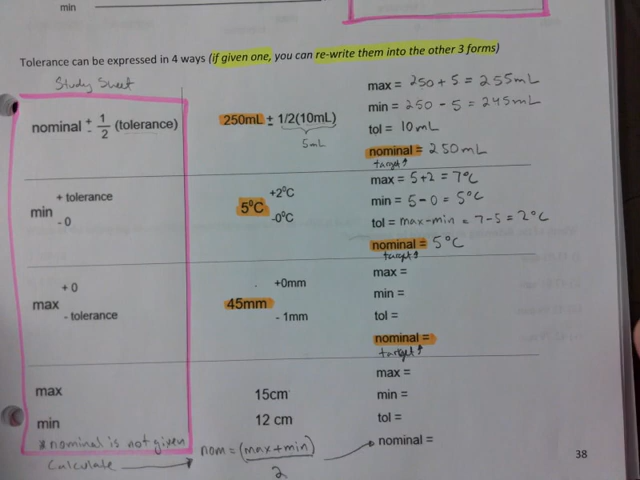 min
Tolerance can be expressed in 4 ways (if given one, you can re-write them into the other 3 forms)
Study Sheet
nominal ± 1/2 (tolerance)
250mL ± 1/2(10mL)
5mL
max = 250 + 5 = 255mL
min = 250 - 5 = 245mL
tol = 10mL
nominal = 250mL
target↑
min + tolerance
- 0
5⁰C +2⁰C
-0⁰C
max = 5+2 = 7°C
min = 5-0 = 5°C
tol = max-min = 7-5 = 2°C
nominal = 5°C
target↑
max + 0
- tolerance
45mm +0mm
- 1mm
max =
min =
tol =
nominal =
target↑
max
min
* nominal is not given
Calculate → nom = (max+min)/2 →
15cm
12 cm
max =
min =
tol =
nominal =
38